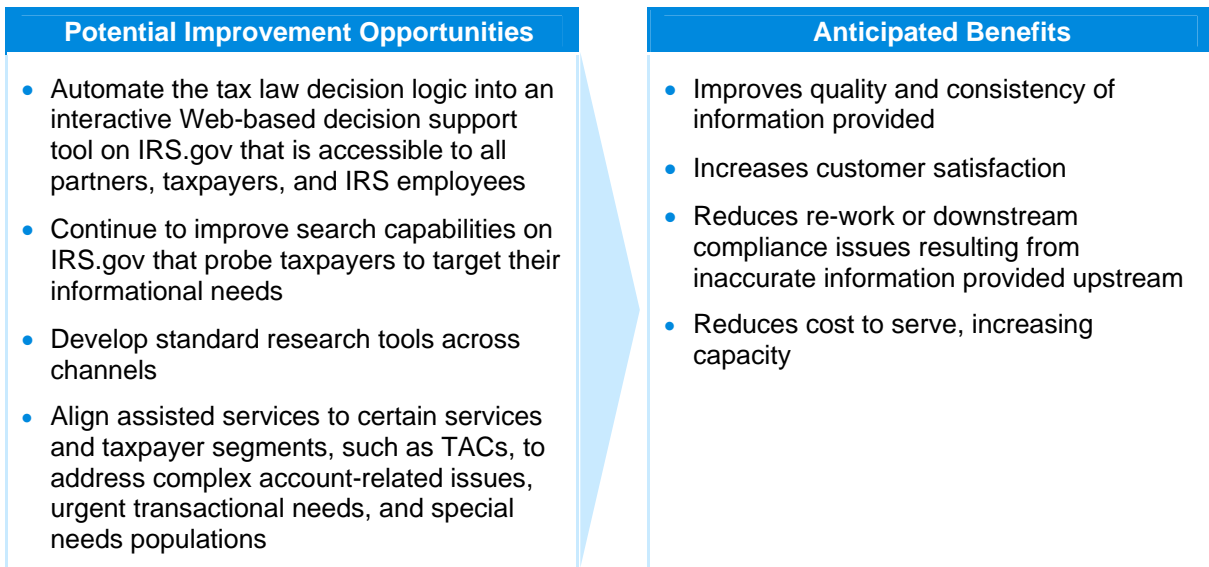 Potential Improvement Opportunities
• Automate the tax law decision logic into an
interactive Web-based decision support
tool on IRS.gov that is accessible to all
partners, taxpayers, and IRS employees
• Continue to improve search capabilities on
IRS.gov that probe taxpayers to target their
informational needs
• Develop standard research tools across
channels
• Align assisted services to certain services
and taxpayer segments, such as TACs, to
address complex account-related issues,
urgent transactional needs, and special
needs populations
Anticipated Benefits
• Improves quality and consistency of
information provided
• Increases customer satisfaction
• Reduces re-work or downstream
compliance issues resulting from
inaccurate information provided upstream
• Reduces cost to serve, increasing
capacity